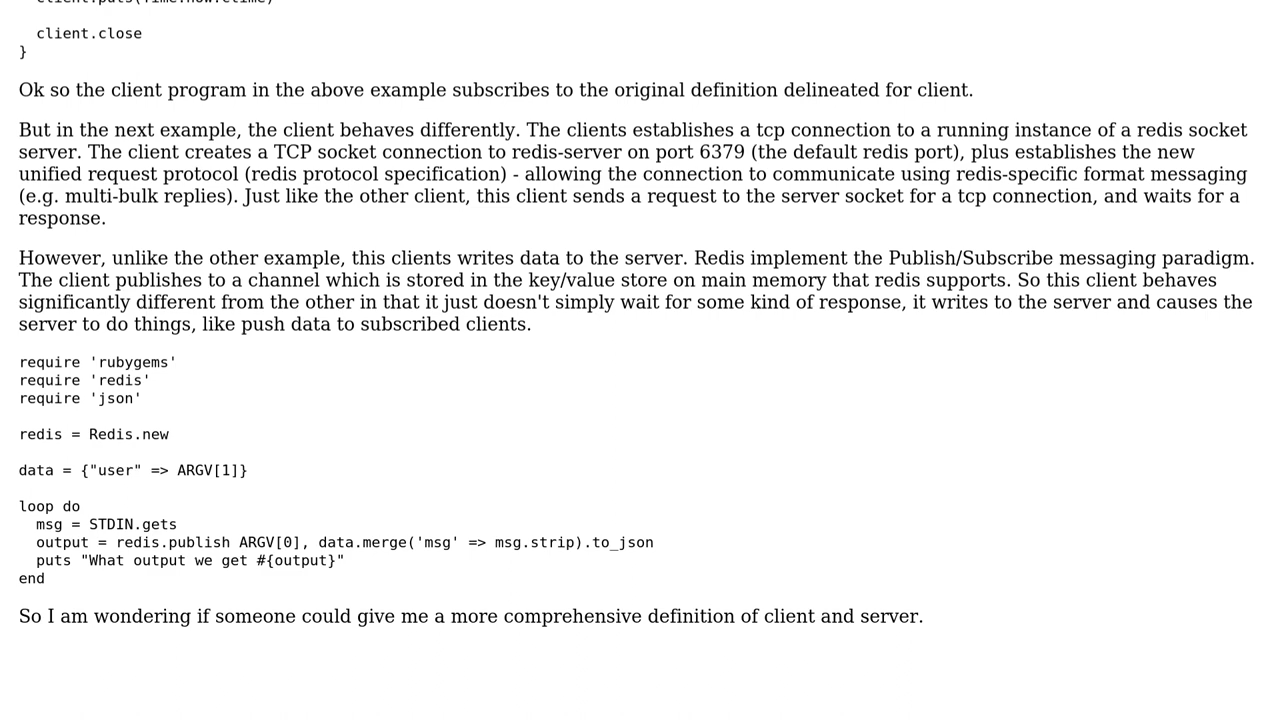 client.puts(Time.now.ctime)
client.close
}
Ok so the client program in the above example subscribes to the original definition delineated for client.
But in the next example, the client behaves differently. The clients establishes a tcp connection to a running instance of a redis socket
server. The client creates a TCP socket connection to redis-server on port 6379 (the default redis port), plus establishes the new
unified request protocol (redis protocol specification) - allowing the connection to communicate using redis-specific format messaging
(e.g. multi-bulk replies). Just like the other client, this client sends a request to the server socket for a tcp connection, and waits for a
response.
However, unlike the other example, this clients writes data to the server. Redis implement the Publish/Subscribe messaging paradigm.
The client publishes to a channel which is stored in the key/value store on main memory that redis supports. So this client behaves
significantly different from the other in that it just doesn't simply wait for some kind of response, it writes to the server and causes the
server to do things, like push data to subscribed clients.
require 'rubygems'
require 'redis'
require 'json'
redis = Redis.new
data = {"user" => ARGV[1]}
loop do
msg = STDIN.gets
output = redis.publish ARGV[0], data.merge('msg' => msg.strip).to_json
puts "What output we get #{output}"
end
So I am wondering if someone could give me a more comprehensive definition of client and server.